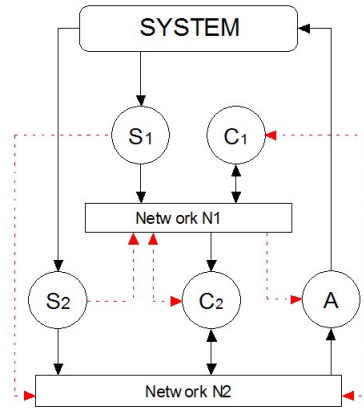 SYSTEM
S1
C1
Network N1
S2
C2
A
Network N2